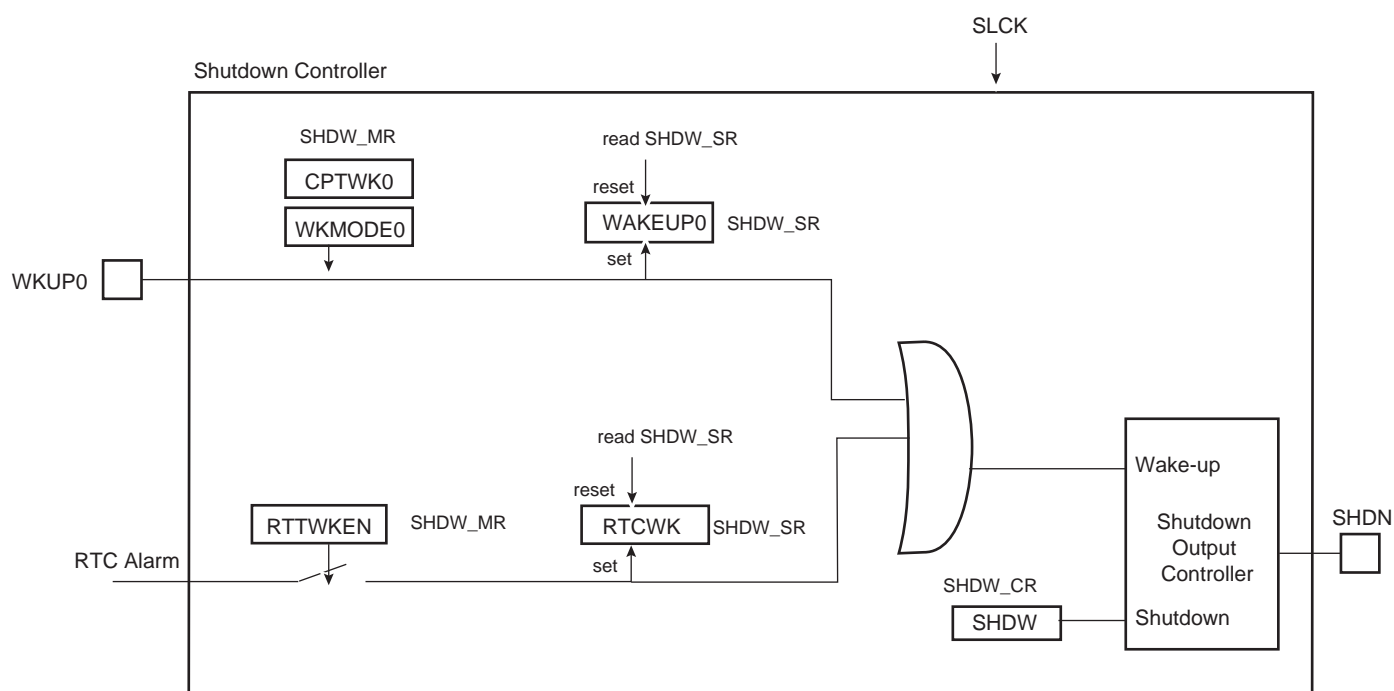 SLCK
Shutdown Controller
SHDW_MR
read SHDW_SR
CPTWK0
reset
WKMODE0
WAKEUP0
SHDW_SR
set
WKUP0
read SHDW_SR
Wake-up
reset
RTTWKEN
SHDW_MR
RTCWK
SHDW_SR
Shutdown
Output
Controller
SHDN
RTC Alarm
set
SHDW_CR
SHDW
Shutdown